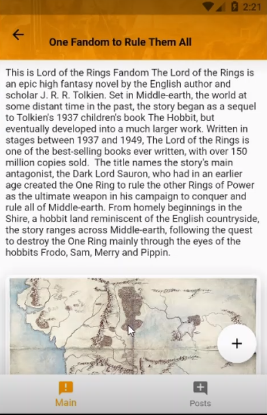 2:21
One Fandom to Rule Them All
This is Lord of the Rings Fandom The Lord of the Rings is
an epic high fantasy novel by the English author and
scholar J. R. R. Tolkien. Set in Middle-earth, the world at
some distant time in the past, the story began as a sequel
to Tolkien's 1937 children's book The Hobbit, but
eventually developed into a much larger work. Written in
stages between 1937 and 1949, The Lord of the Rings is
one of the best-selling books ever written, with over 150
million copies sold.  The title names the story's main
antagonist, the Dark Lord Sauron, who had in an earlier
age created the One Ring to rule the other Rings of Power
as the ultimate weapon in his campaign to conquer and
rule all of Middle-earth. From homely beginnings in the
Shire, a hobbit land reminiscent of the English countryside,
the story ranges across Middle-earth, following the quest
to destroy the One Ring mainly through the eyes of the
hobbits Frodo, Sam, Merry and Pippin.
Main
Posts